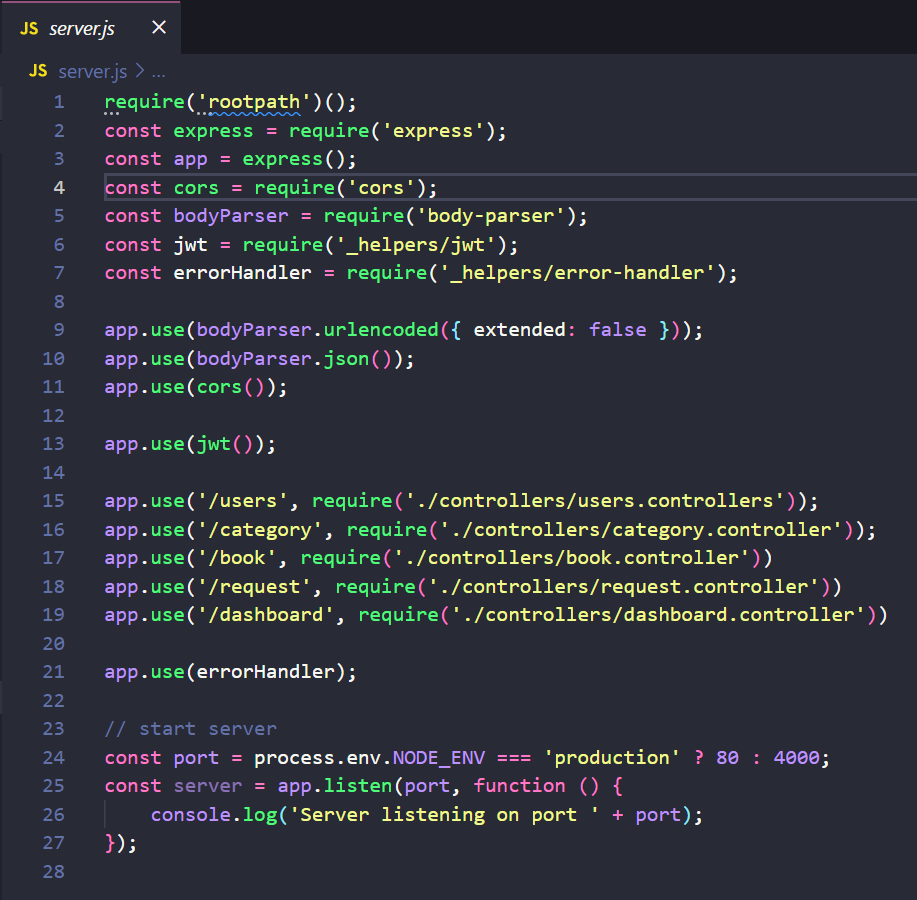 JS server.js ×
JS server.js > ...
1 require('rootpath')();
2 const express = require('express');
3 const app = express();
4 const cors = require('cors');
5 const bodyParser = require('body-parser');
6 const jwt = require('_helpers/jwt');
7 const errorHandler = require('_helpers/error-handler');
8
9 app.use(bodyParser.urlencoded({ extended: false }));
10 app.use(bodyParser.json());
11 app.use(cors());
12
13 app.use(jwt());
14
15 app.use('/users', require('./controllers/users.controllers'));
16 app.use('/category', require('./controllers/category.controller'));
17 app.use('/book', require('./controllers/book.controller'))
18 app.use('/request', require('./controllers/request.controller'))
19 app.use('/dashboard', require('./controllers/dashboard.controller'))
20
21 app.use(errorHandler);
22
23 // start server
24 const port = process.env.NODE_ENV === 'production' ? 80 : 4000;
25 const server = app.listen(port, function () {
26     console.log('Server listening on port ' + port);
27 });
28